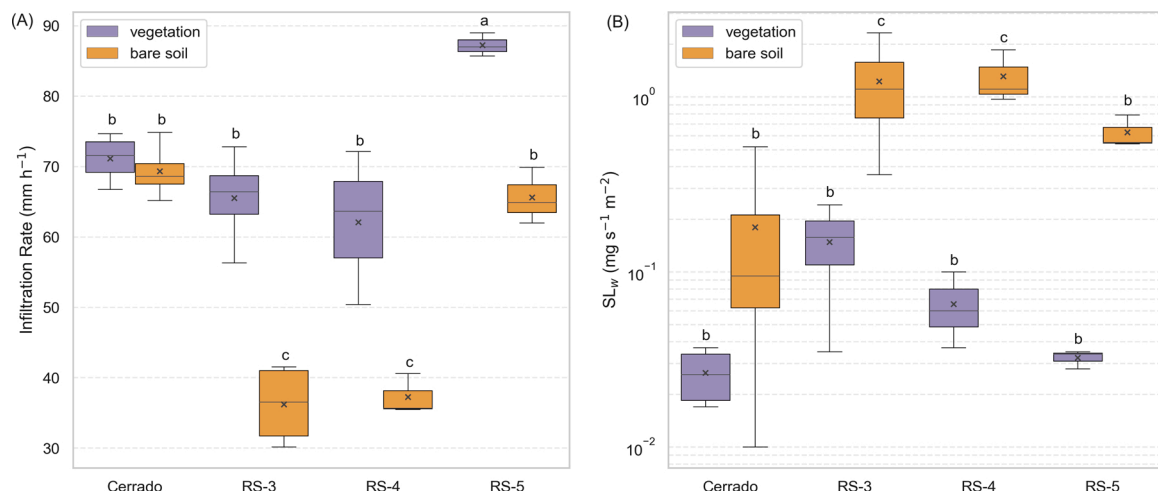 (A)
vegetation
bare soil
Infiltration Rate (mm h⁻¹)
90
80
70
60
50
40
30
b
b
b
c
b
c
a
b
Cerrado
RS-3
RS-4
RS-5
(B)
vegetation
bare soil
SL_w (mg s⁻¹ m⁻²)
10⁰
10⁻¹
10⁻²
b
b
b
c
b
c
b
b
Cerrado
RS-3
RS-4
RS-5